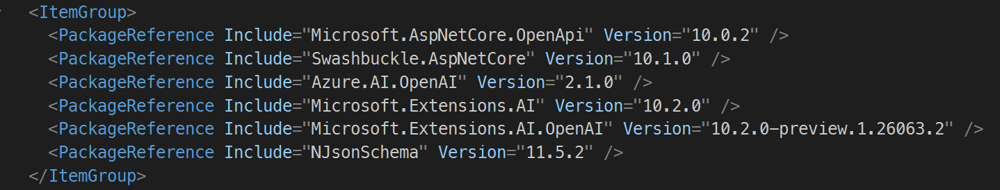 <ItemGroup>
<PackageReference Include="Microsoft.AspNetCore.OpenApi" Version="10.0.2" />
<PackageReference Include="Swashbuckle.AspNetCore" Version="10.1.0" />
<PackageReference Include="Azure.AI.OpenAI" Version="2.1.0" />
<PackageReference Include="Microsoft.Extensions.AI" Version="10.2.0" />
<PackageReference Include="Microsoft.Extensions.AI.OpenAI" Version="10.2.0-preview.1.26063.2" />
<PackageReference Include="NJsonSchema" Version="11.5.2" />
</ItemGroup>